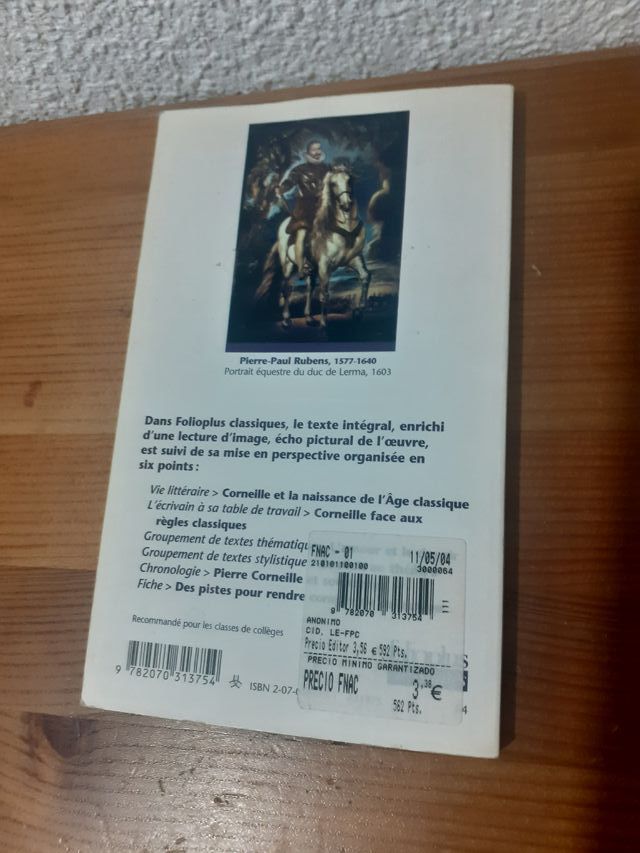 Pierre-Paul Rubens, 1577-1640
Portrait équestre du duc de Lerma, 1603
Dans Folioplus classiques, le texte intégral, enrichi
d'une lecture d'image, écho pictural de l'œuvre,
est suivi de sa mise en perspective organisée en
six points :
Vie littéraire > Corneille et la naissance de l'Âge classique
L'écrivain à sa table de travail > Corneille face aux
règles classiques
Groupement de textes thématiqu
Groupement de textes stylistique
Chronologie > Pierre Corneille
Fiche > Des pistes pour rendre
Recommandé pour les classes de collèges
9 782070 313754
ISBN 2-07-
FNAC - 01 11/05/04
210101100100 3000064
9 782070 313754
111
ANONIMO
CID, LE-FPC
Precio Editor 3,56 € 592 Pts.
PRECIO MINIMO GARANTIZADO
PRECIO FNAC 3,38 €
562 Pts.